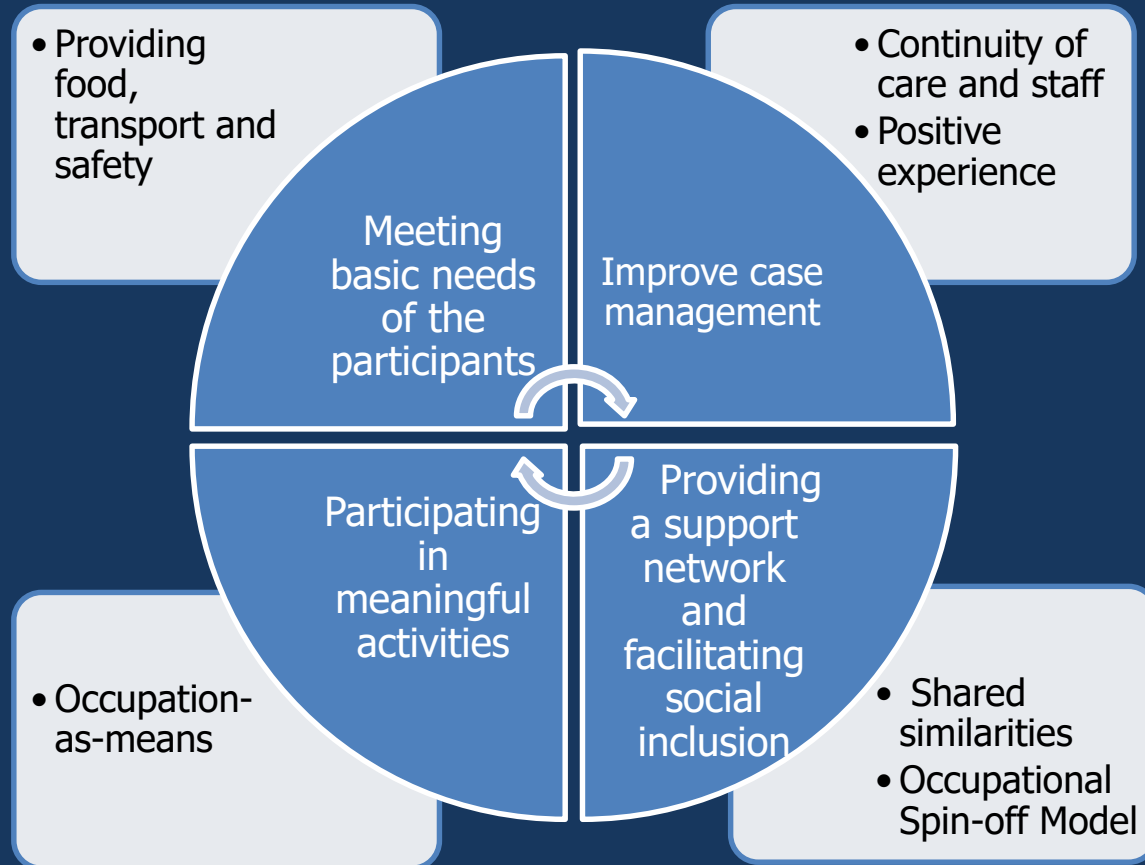 • Providing
food,
transport and
safety
Meeting
basic needs
of the
participants
• Continuity of
care and staff
• Positive
experience
Improve case
management
Participating
in
meaningful
activities
• Occupation-
as-means
Providing
a support
network
and
facilitating
social
inclusion
• Shared
similarities
• Occupational
Spin-off Model